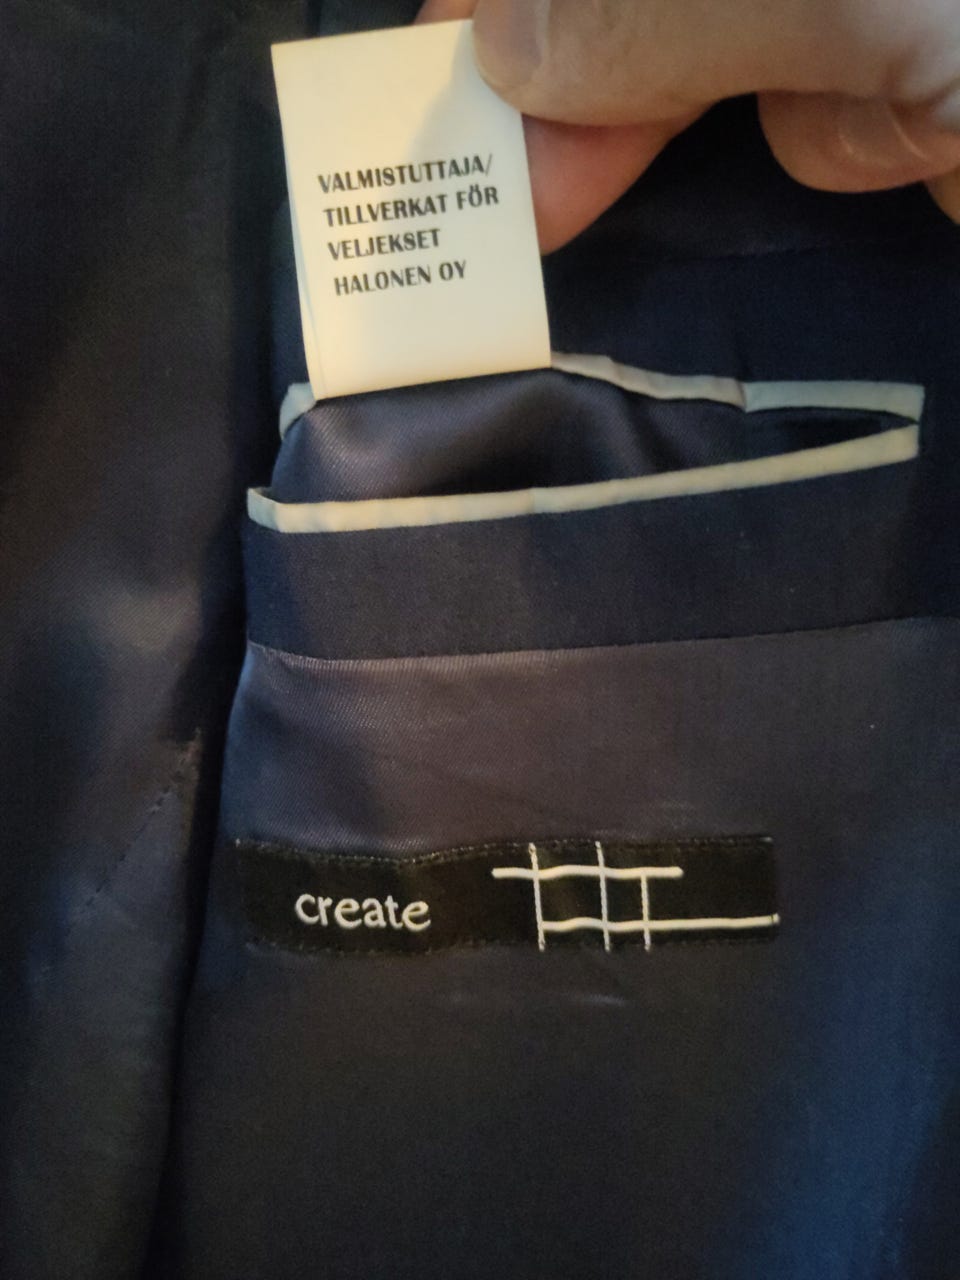 VALMISTUTTAJA/
TILLVERKAT FÖR
VELJEKSET
HALONEN OY
create